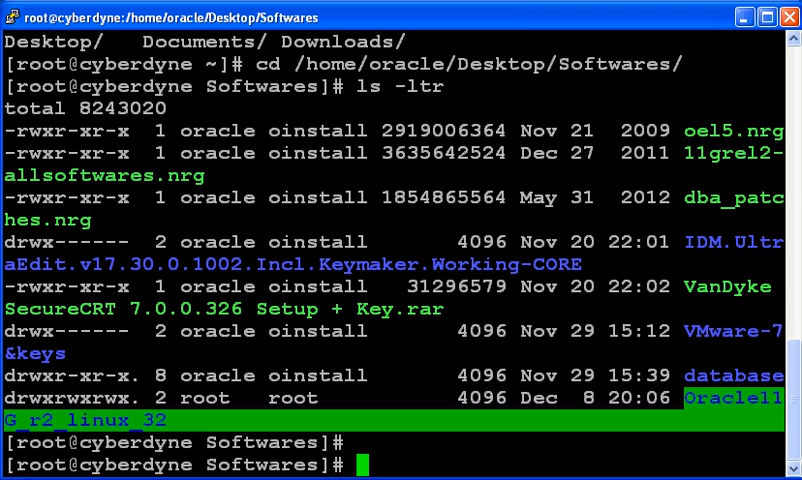 root@cyberdyne:/home/oracle/Desktop/Softwares
Desktop/   Documents/ Downloads/
[root@cyberdyne ~]# cd /home/oracle/Desktop/Softwares/
[root@cyberdyne Softwares]# ls -ltr
total 8243020
-rwxr-xr-x  1 oracle oinstall 2919006364 Nov 21  2009 oel5.nrg
-rwxr-xr-x  1 oracle oinstall 3635642524 Dec 27  2011 11grel2-
allsoftwares.nrg
-rwxr-xr-x  1 oracle oinstall 1854865564 May 31  2012 dba_patc
hes.nrg
drwx------  2 oracle oinstall       4096 Nov 20 22:01 IDM.Ultr
aEdit.v17.30.0.1002.Incl.Keymaker.Working-CORE
-rwxr-xr-x  1 oracle oinstall   31296579 Nov 20 22:02 VanDyke
SecureCRT 7.0.0.326 Setup + Key.rar
drwx------  2 oracle oinstall       4096 Nov 29 15:12 VMware-7
&keys
drwxr-xr-x. 8 oracle oinstall       4096 Nov 29 15:39 database
drwxrwxrwx. 2 root   root           4096 Dec  8 20:06 Oracle11
G_r2_linux_32
[root@cyberdyne Softwares]#
[root@cyberdyne Softwares]#